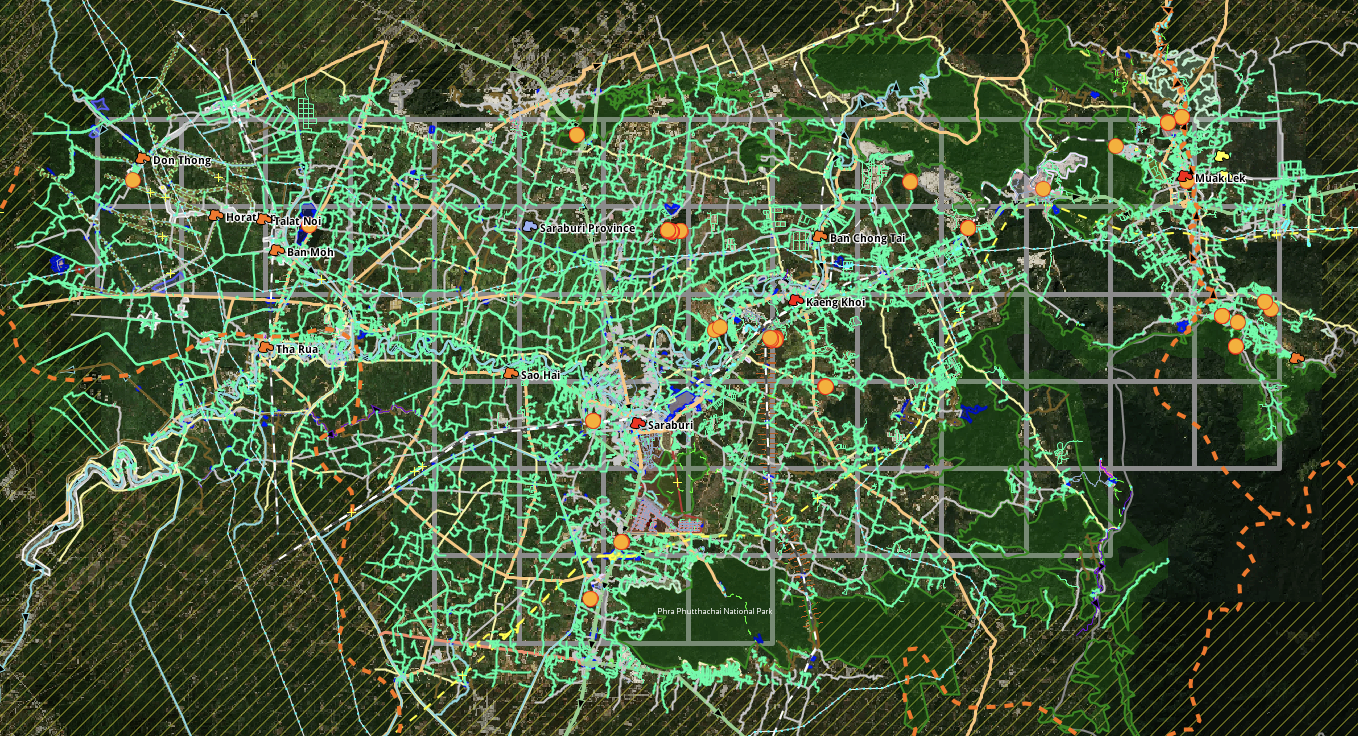 Don Thong
Muak Lek
Horat
Talat Noi
Saraburi Province
Ban Chong Tai
Ban Moh
Kaeng Khoi
Tha Rua
Sao Hai
Saraburi
Phra Phutthachai National Park